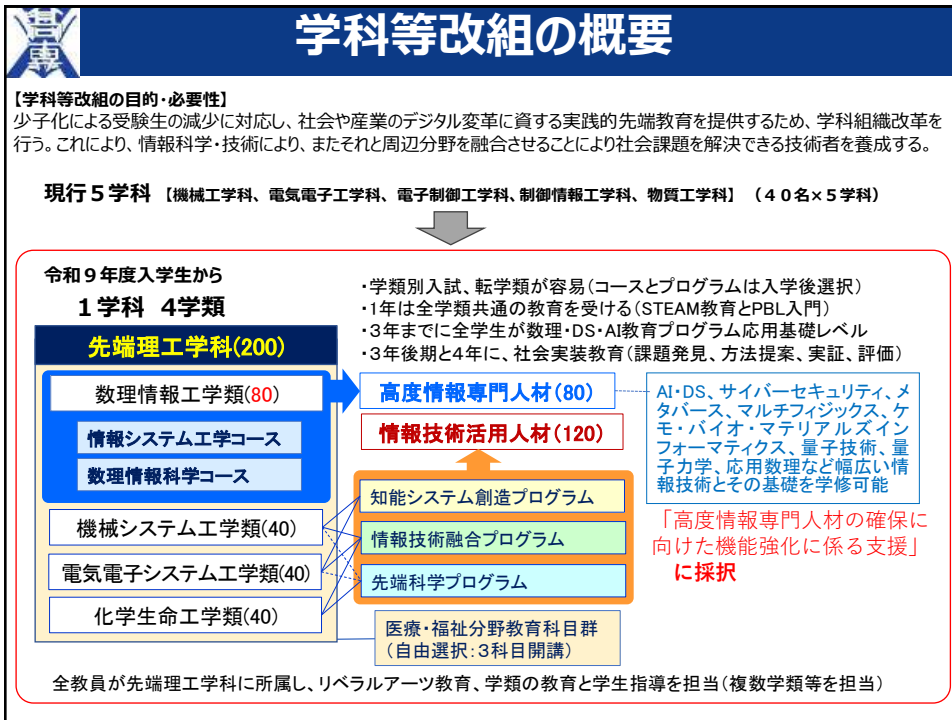 学科等改組の概要
【学科等改組の目的・必要性】
少子化による受験生の減少に対応し、社会や産業のデジタル変革に資する実践的先端教育を提供するため、学科組織改革を
行う。これにより、情報科学・技術により、またそれと周辺分野を融合させることにより社会課題を解決できる技術者を養成する。
現行5学科 【機械工学科、電気電子工学科、電子制御工学科、制御情報工学科、物質工学科】 (40名×5学科)
令和9年度入学生から
1学科 4学類
・学類別入試、転学類が容易(コースとプログラムは入学後選択)
・1年は全学類共通の教育を受ける(STEAM教育とPBL入門)
・3年までに全学生が数理・DS・AI教育プログラム応用基礎レベル
・3年後期と4年に、社会実装教育(課題発見、方法提案、実証、評価)
先端理工学科(200)
数理情報工学類(80)
情報システム工学コース
数理情報科学コース
機械システム工学類(40)
電気電子システム工学類(40)
化学生命工学類(40)
高度情報専門人材(80)
情報技術活用人材(120)
知能システム創造プログラム
情報技術融合プログラム
先端科学プログラム
医療・福祉分野教育科目群
(自由選択:3科目開講)
AI・DS、サイバーセキュリティ、メ
タバース、マルチフィジックス、ケ
モ・バイオ・マテリアルズイン
フォーマティクス、量子技術、量
子力学、応用数理など幅広い情
報技術とその基礎を学修可能
「高度情報専門人材の確保に
向けた機能強化に係る支援」
に採択
全教員が先端理工学科に所属し、リベラルアーツ教育、学類の教育と学生指導を担当(複数学類等を担当)